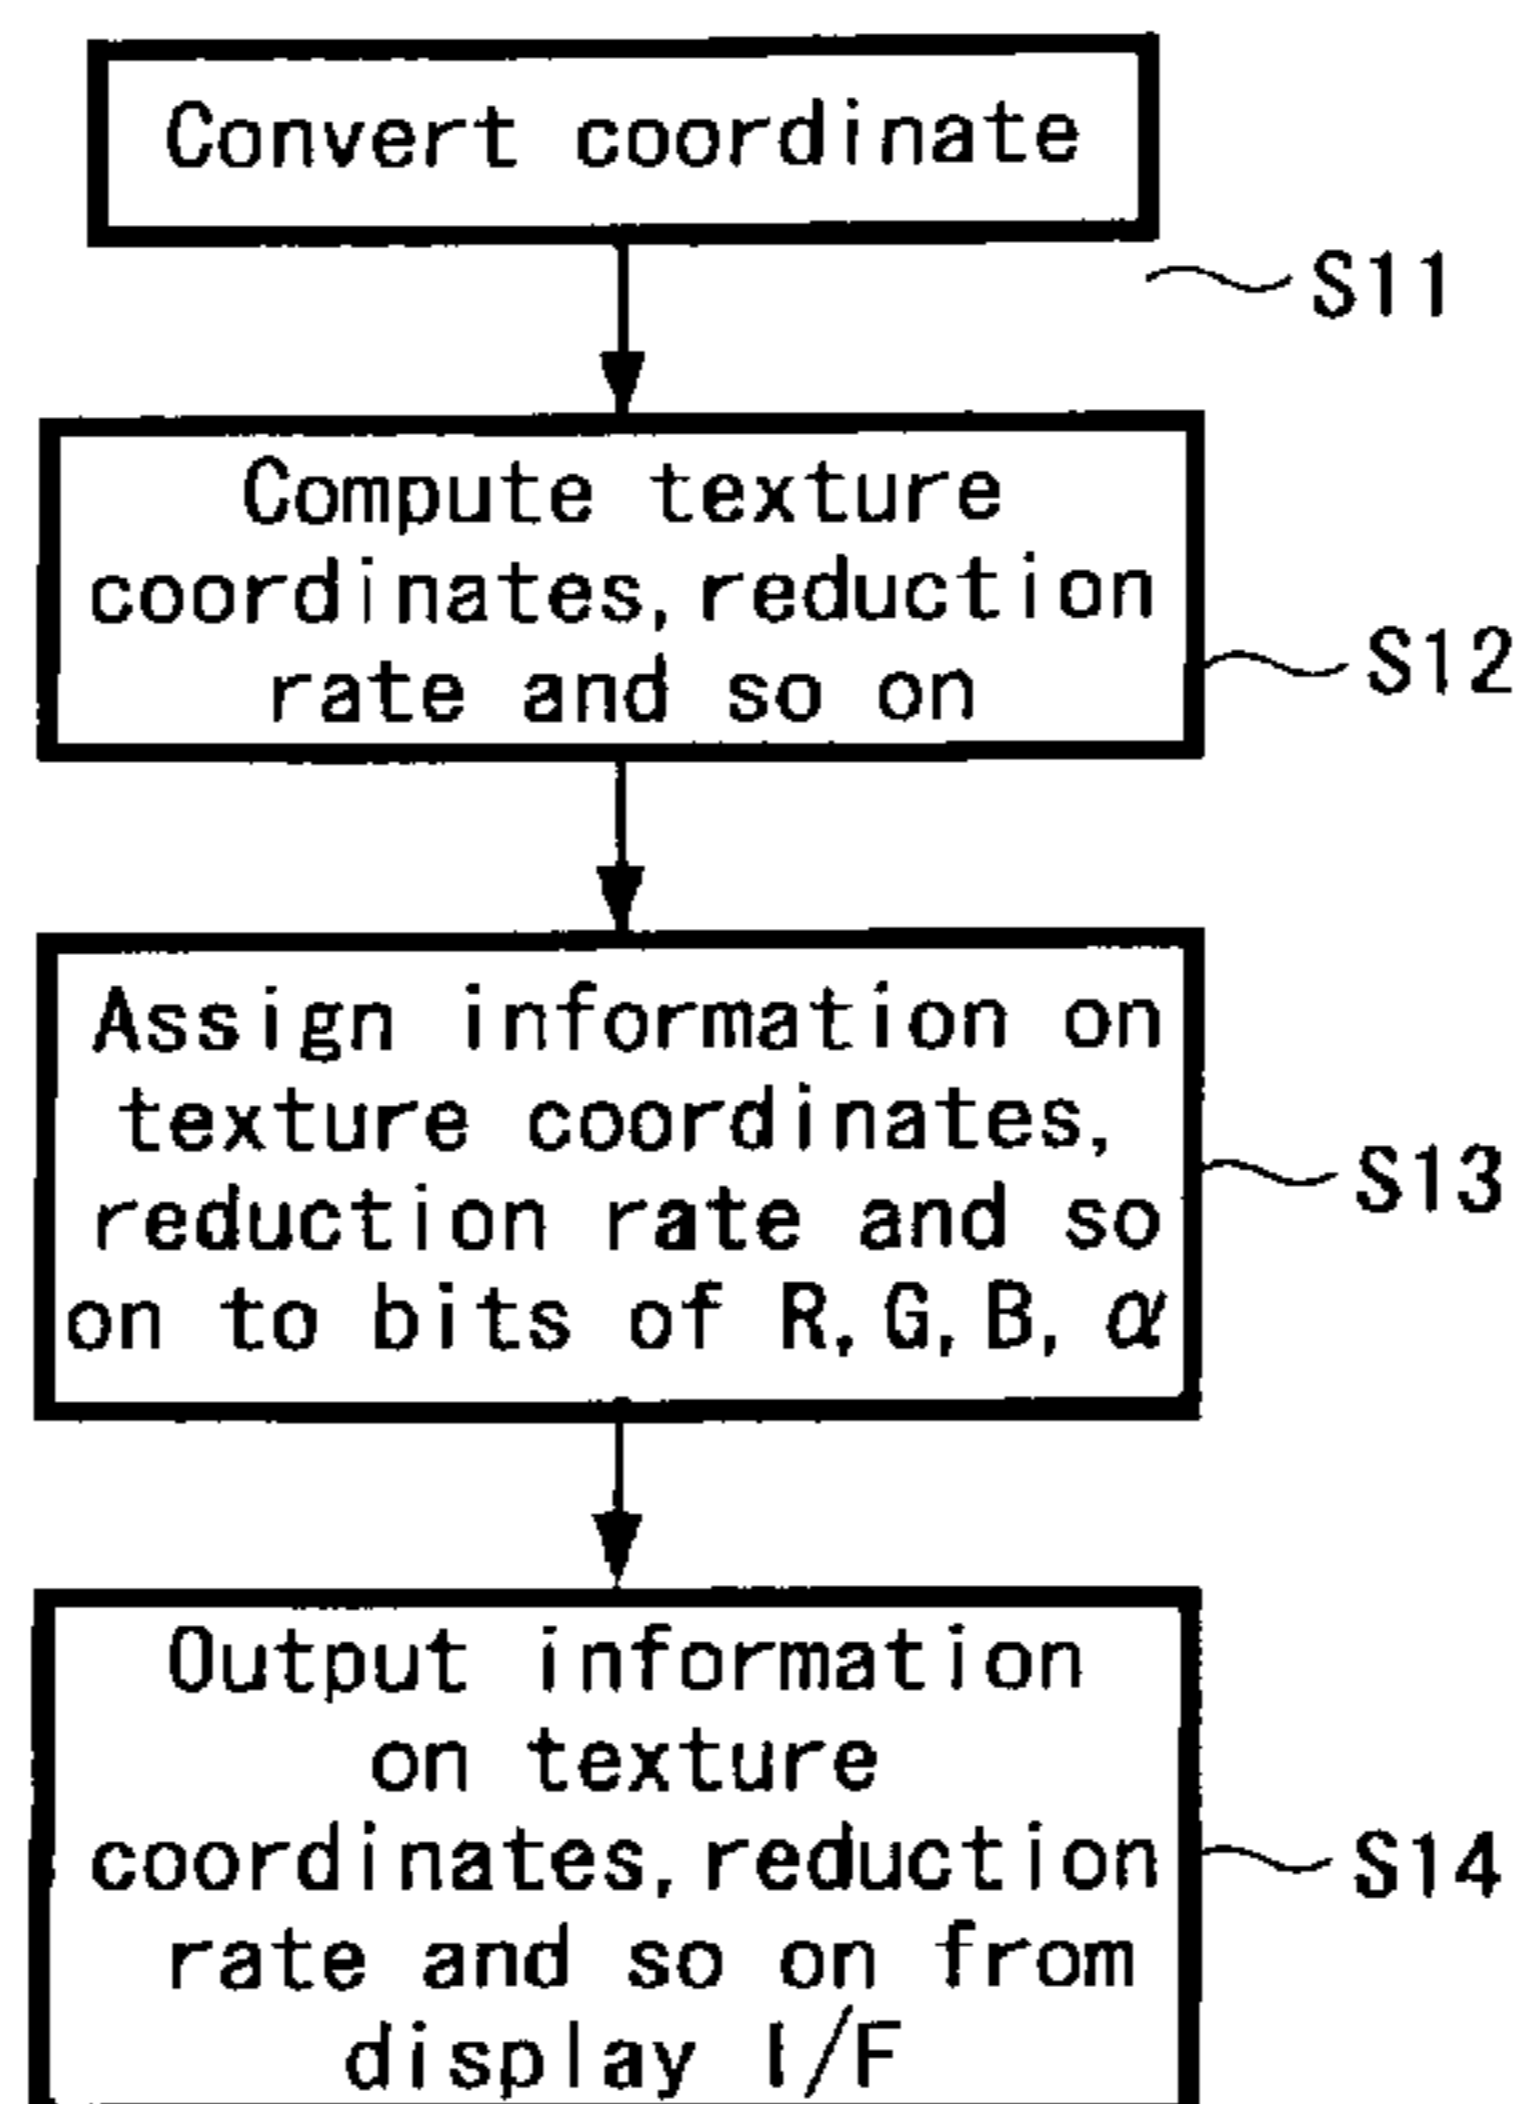 Convert coordinate
S11
Compute texture
coordinates, reduction
rate and so on
S12
Assign information on
texture coordinates,
reduction rate and so
on to bits of R, G, B, α
S13
Output information
on texture
coordinates, reduction
rate and so on from
display I/F
S14